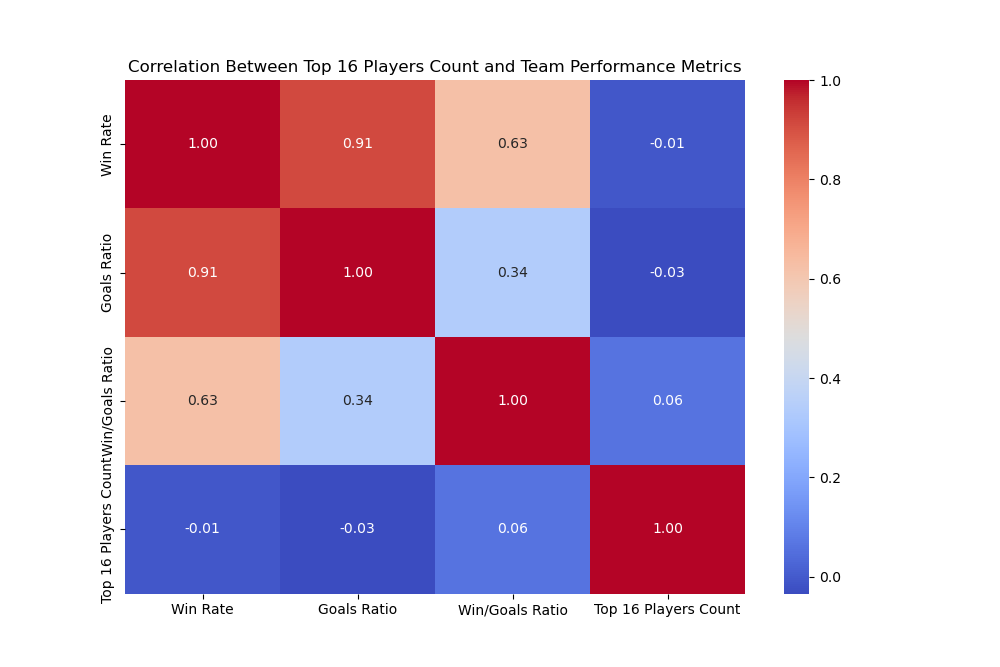 Correlation Between Top 16 Players Count and Team Performance Metrics
Win Rate
1.00
0.91
0.63
-0.01
Goals Ratio
0.91
1.00
0.34
-0.03
Win/Goals Ratio
0.63
0.34
1.00
0.06
Top 16 Players Count
-0.01
-0.03
0.06
1.00
Win Rate
Goals Ratio
Win/Goals Ratio
Top 16 Players Count
1.0
0.8
0.6
0.4
0.2
0.0